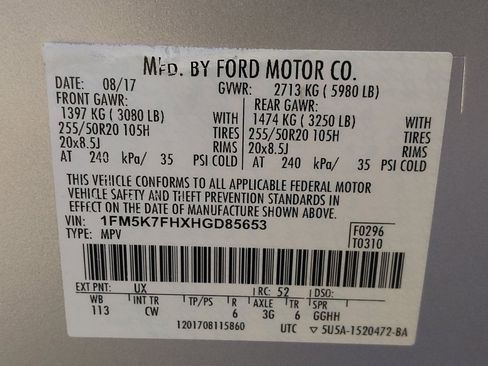 MFD. BY FORD MOTOR CO.
DATE: 08/17 GVWR: 2713 KG ( 5980 LB)
FRONT GAWR: REAR GAWR:
1397 KG ( 3080 LB) 1474 KG ( 3250 LB)
255/50R20 105H TIRES 255/50R20 105H TIRES
20x8.5J RIMS 20x8.5J RIMS
AT 240 kPa/ 35 PSI COLD AT 240 kPa/ 35 PSI COLD
THIS VEHICLE CONFORMS TO ALL APPLICABLE FEDERAL MOTOR
VEHICLE SAFETY AND THEFT PREVENTION STANDARDS IN
EFFECT ON THE DATE OF MANUFACTURE SHOWN ABOVE.
VIN: 1FM5K7FHXHGD85653 F0296
TYPE: MPV T0310
EXT PNT: UX RC: 52 DSO:
WB INT TR TP/PS R AXLE TR SPR
113 CW 6 3G 6 GGHH
1201708115860 UTC ▽ 5U5A-1520472-BA